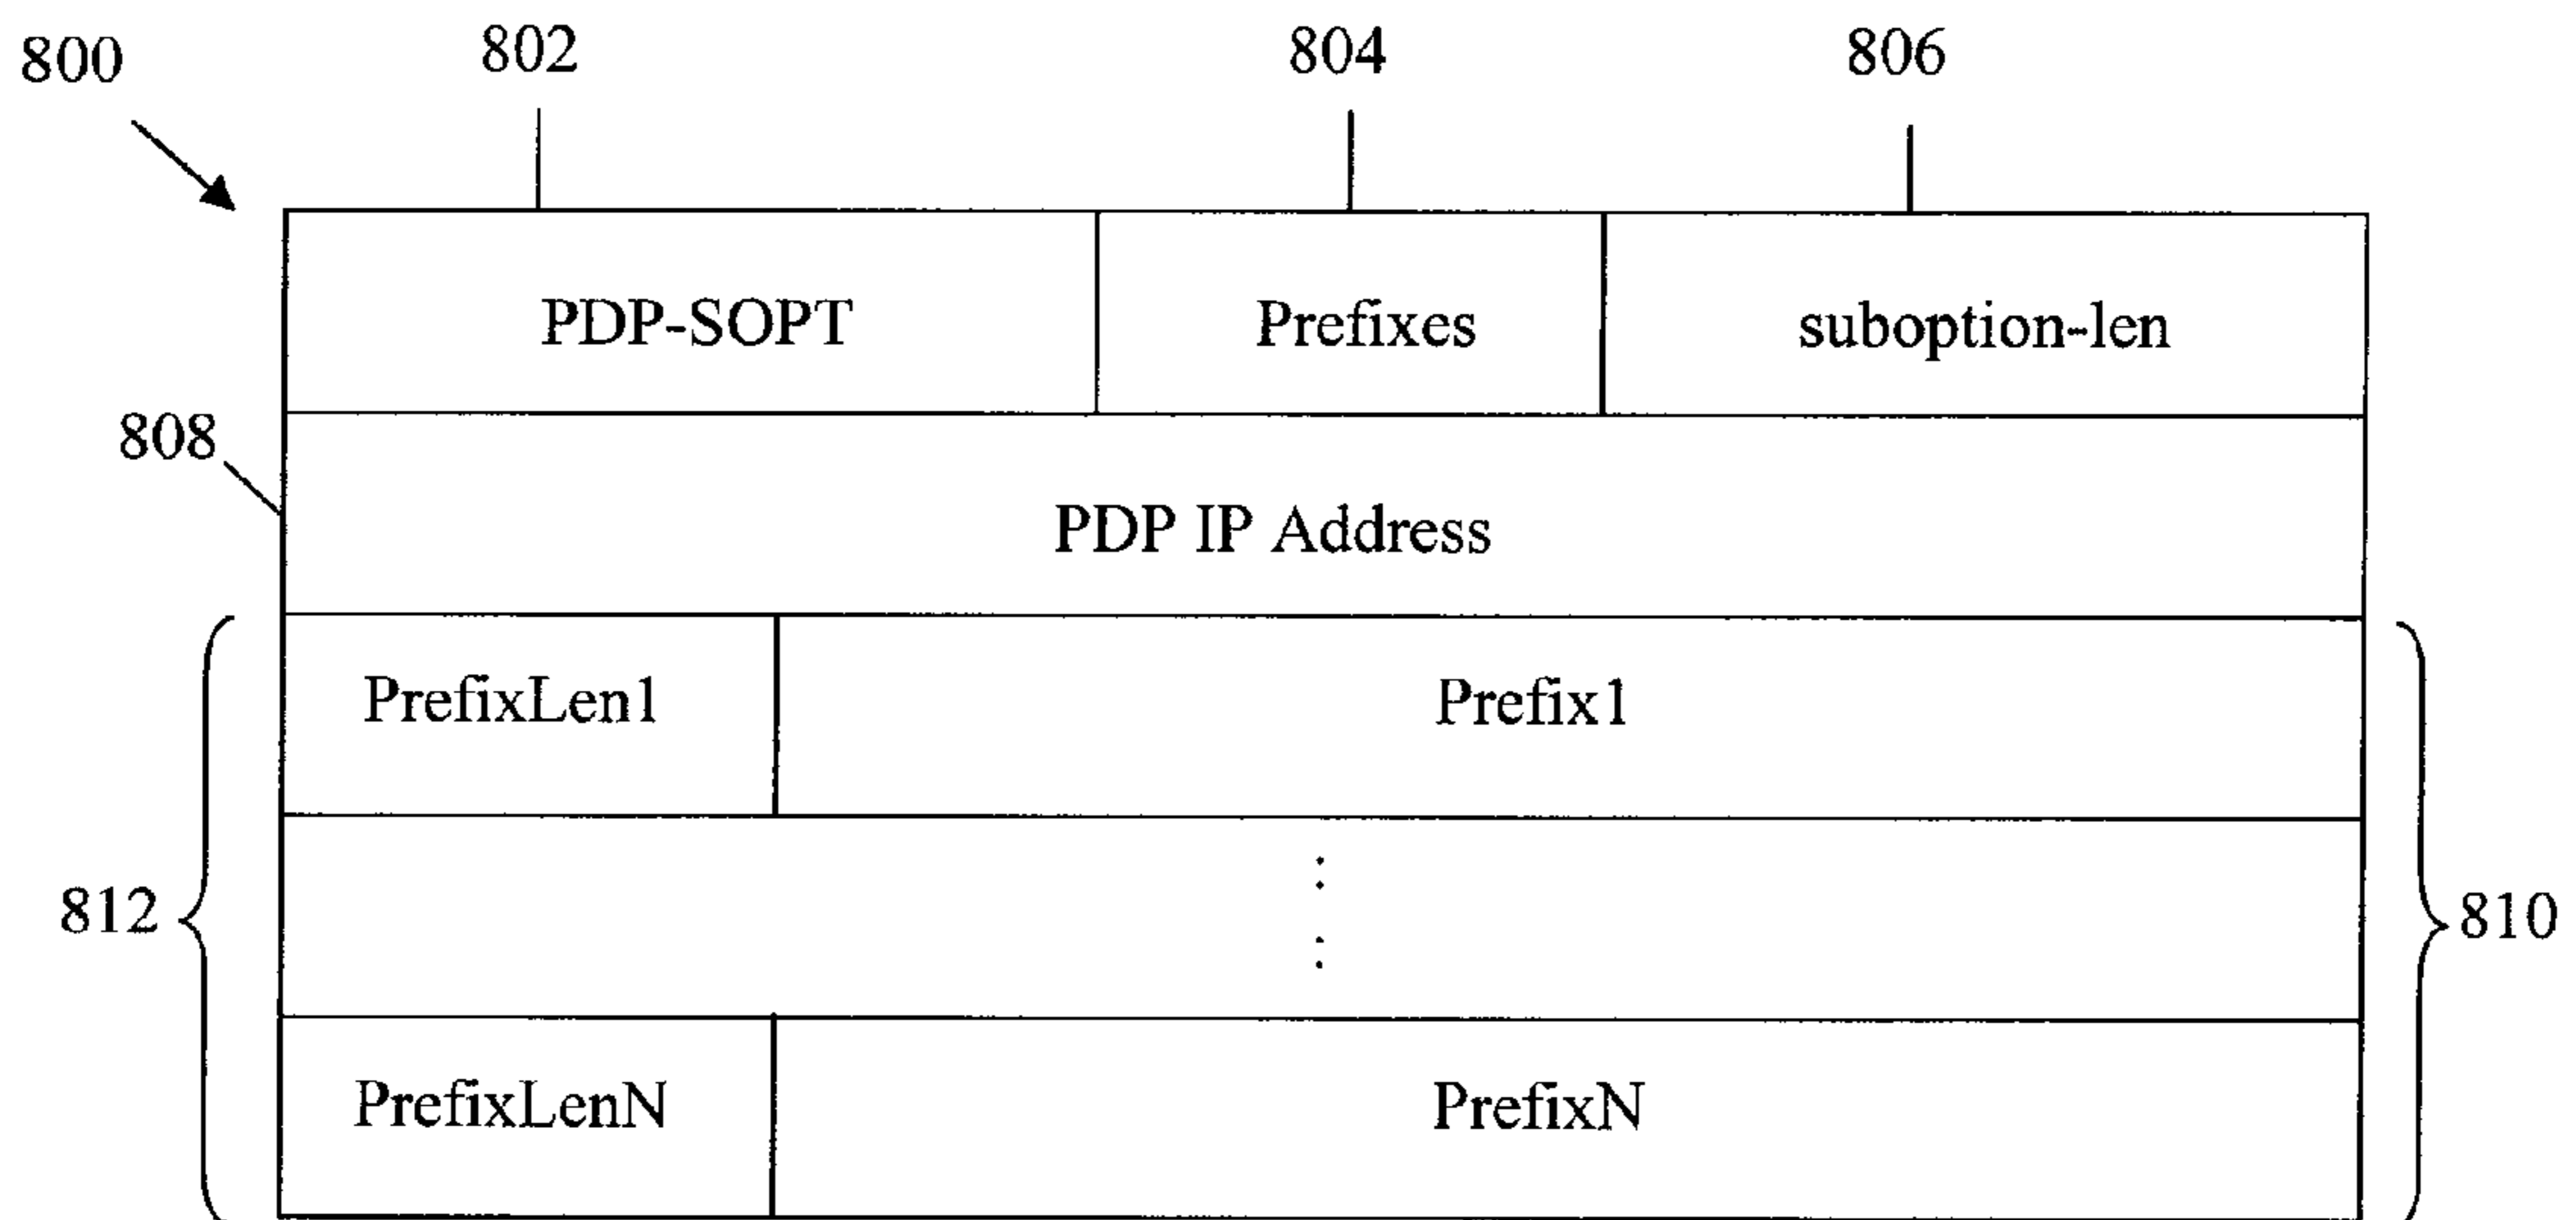 800 802 804 806
PDP-SOPT Prefixes suboption-len
808
PDP IP Address
PrefixLen1 Prefix1
812 810
PrefixLenN PrefixN